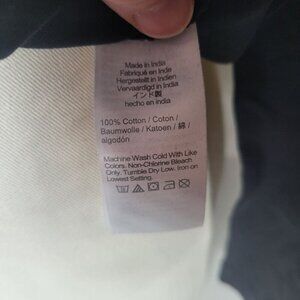 Made in India
Fabriqué en Inde
Hergestellt in Indien
Vervaardigd in India
インド製
hecho en india
100% Cotton / Coton /
Baumwolle / Katoen / 綿 /
algodón
Machine Wash Cold With Like
Colors. Non-Chlorine Bleach
Only. Tumble Dry Low. Iron on
Lowest Setting.